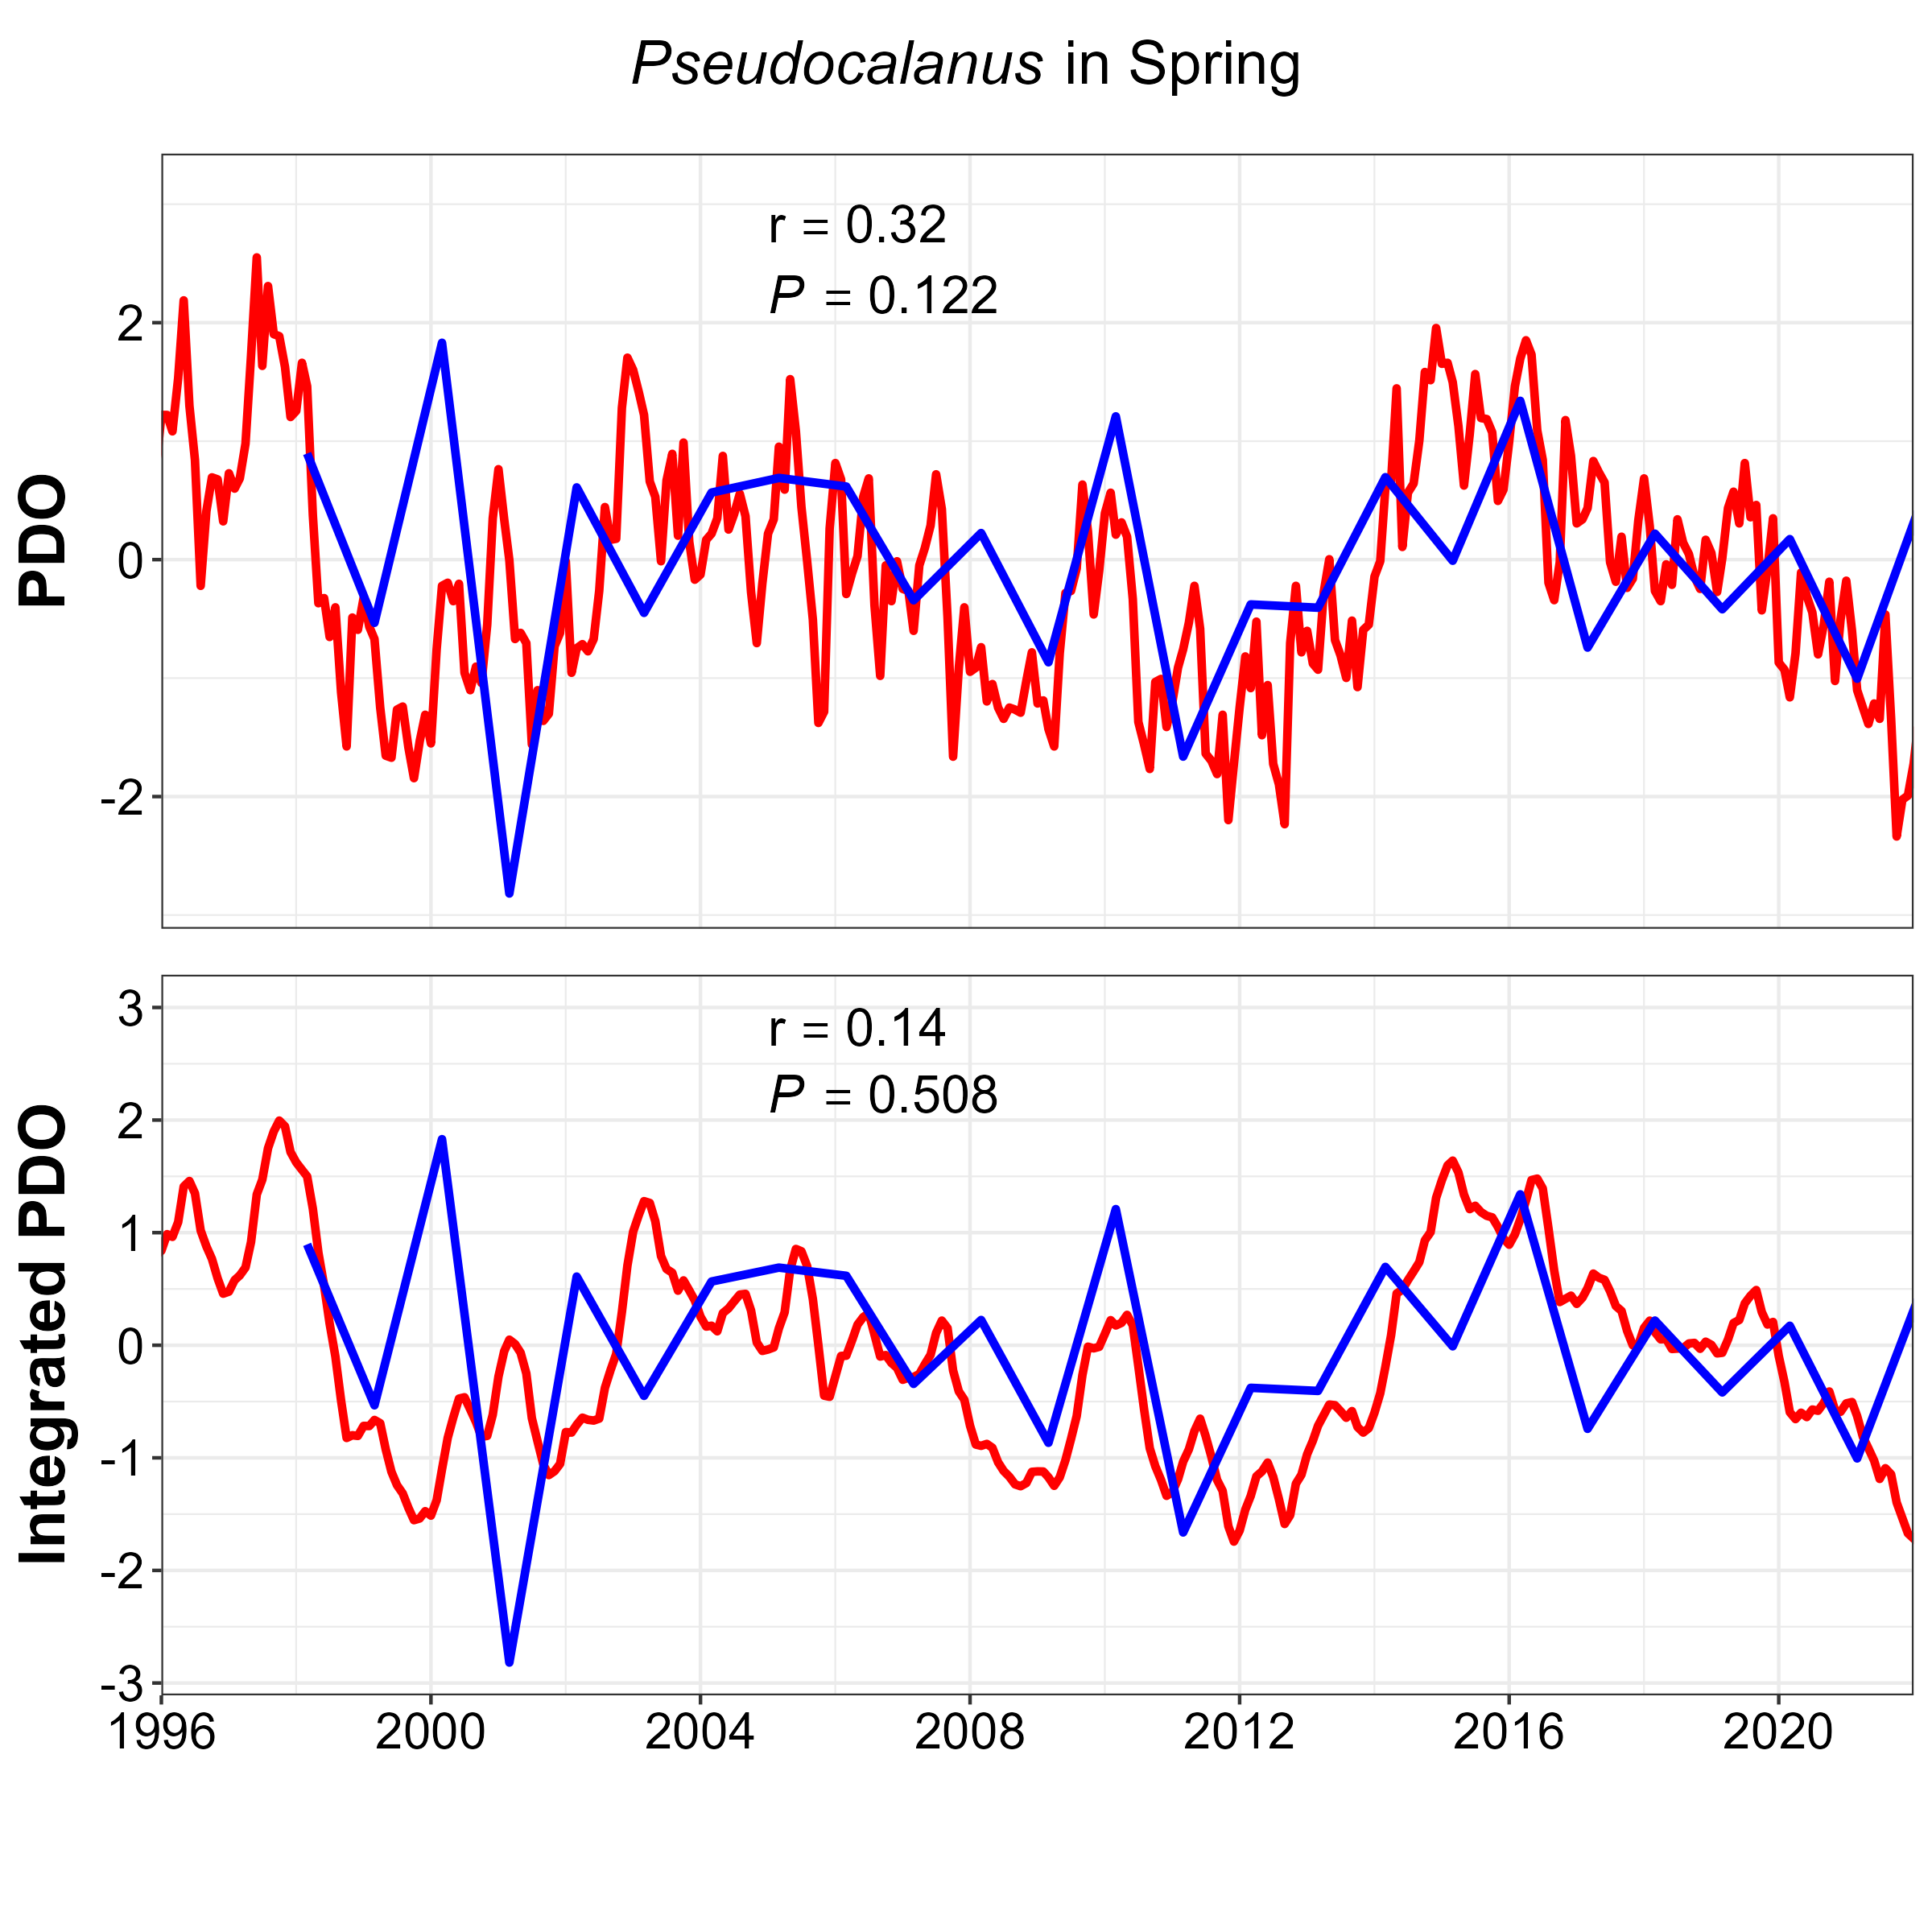 Pseudocalanus in Spring
r = 0.32
P = 0.122
2
0
-2
PDO
r = 0.14
P = 0.508
3
2
1
0
-1
-2
-3
Integrated PDO
1996 2000 2004 2008 2012 2016 2020